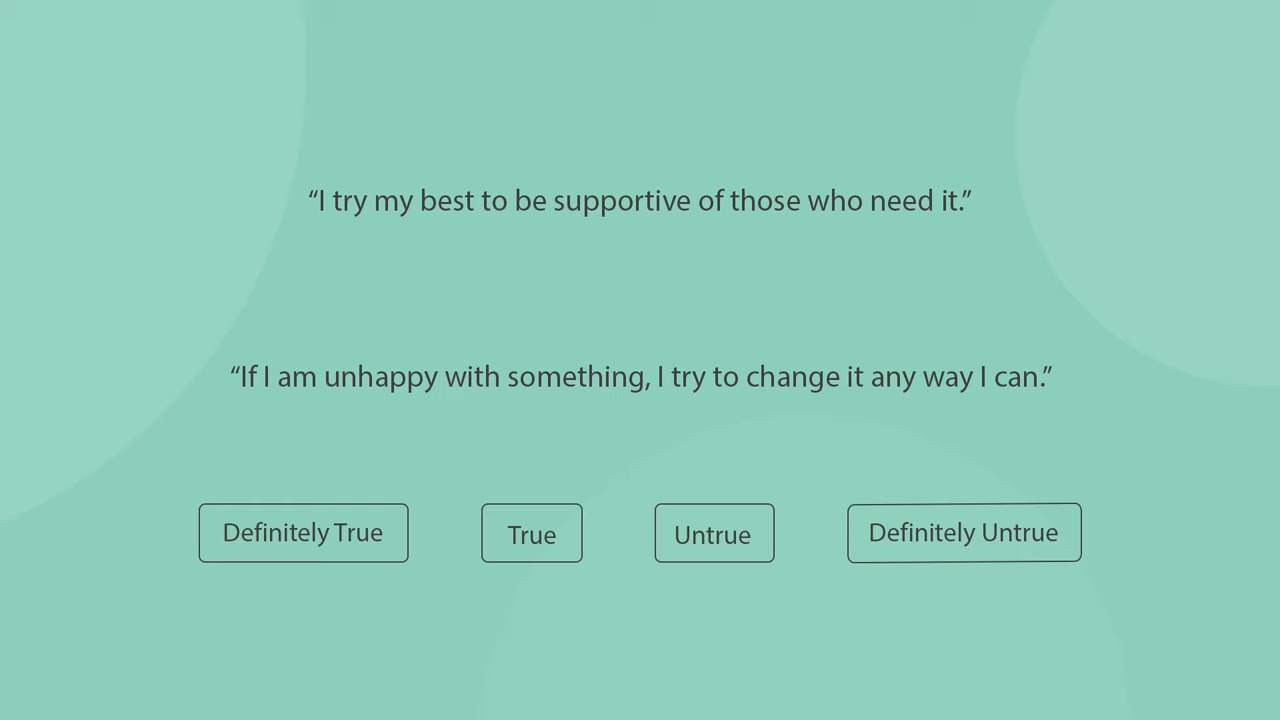 “I try my best to be supportive of those who need it.”
“If I am unhappy with something, I try to change it any way I can.”
Definitely True
True
Untrue
Definitely Untrue